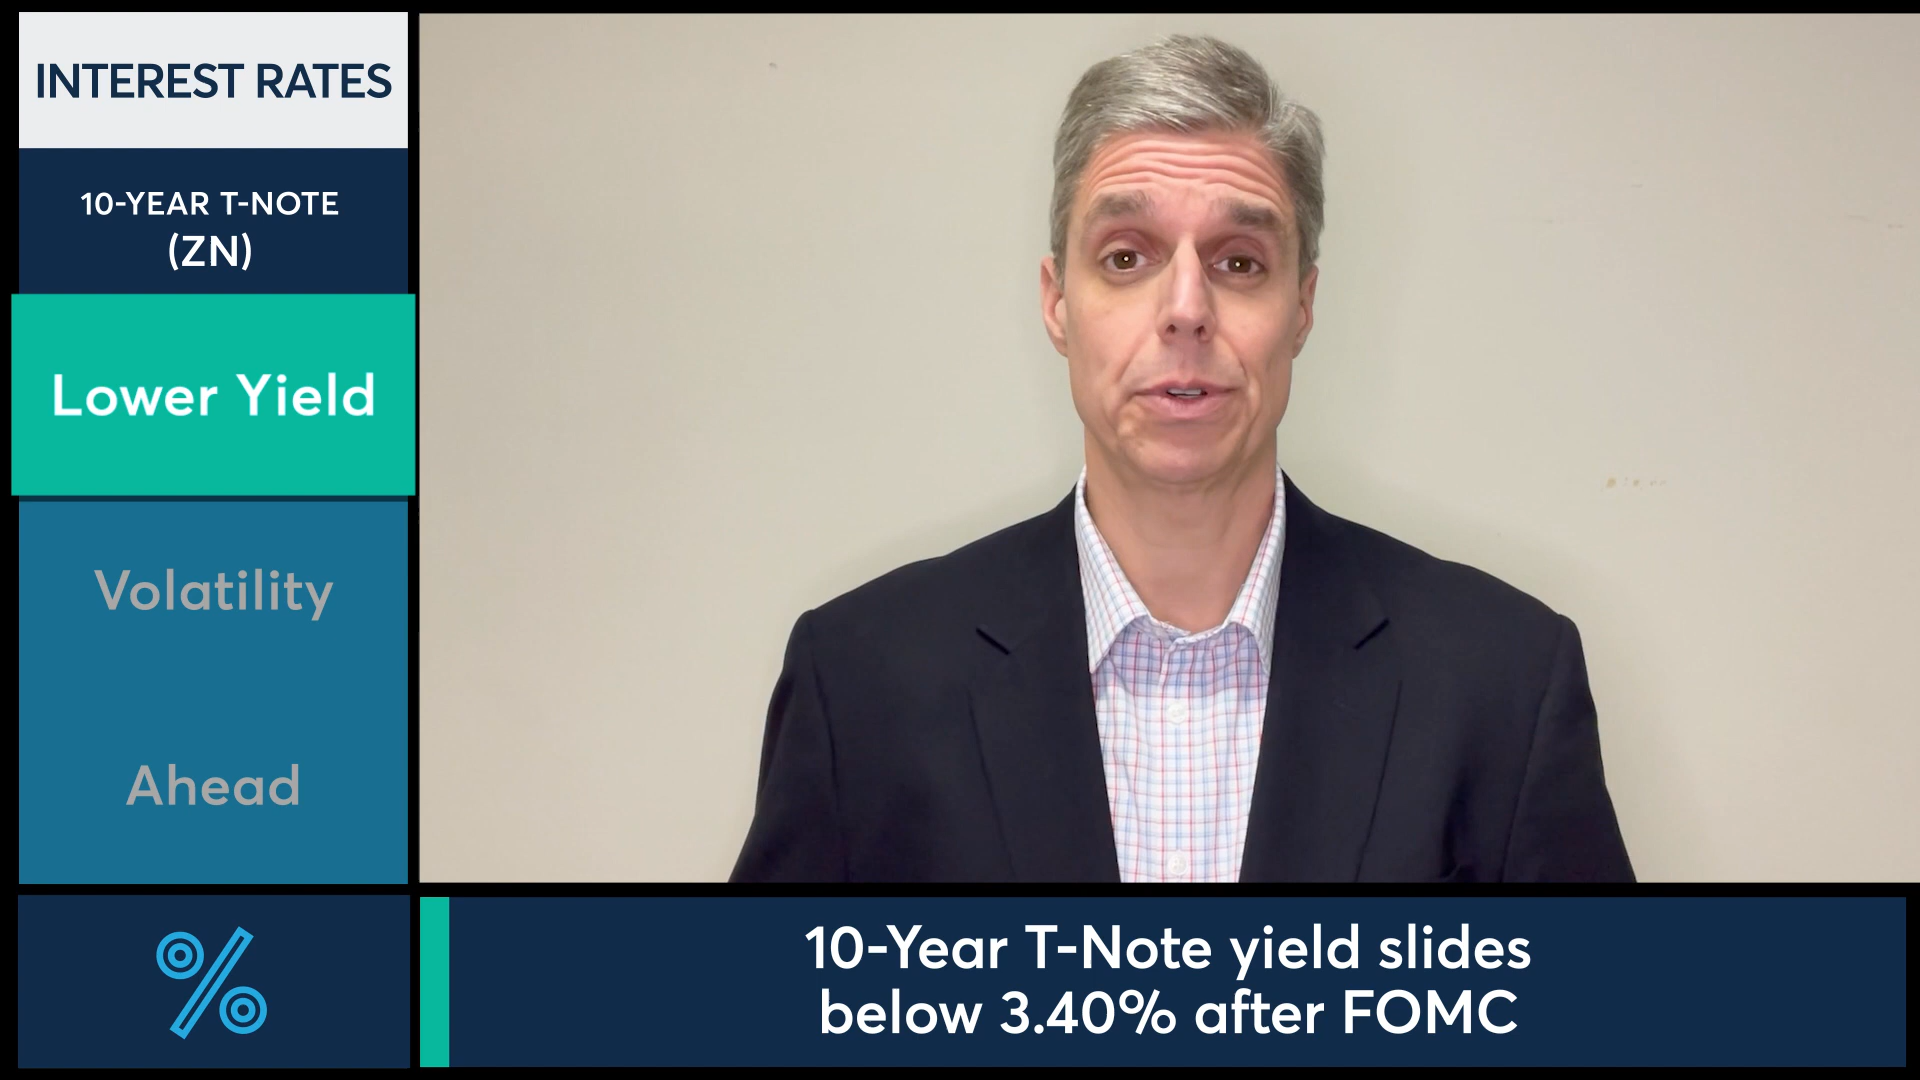 INTEREST RATES
10-YEAR T-NOTE
(ZN)
Lower Yield
Volatility
Ahead
10-Year T-Note yield slides
below 3.40% after FOMC